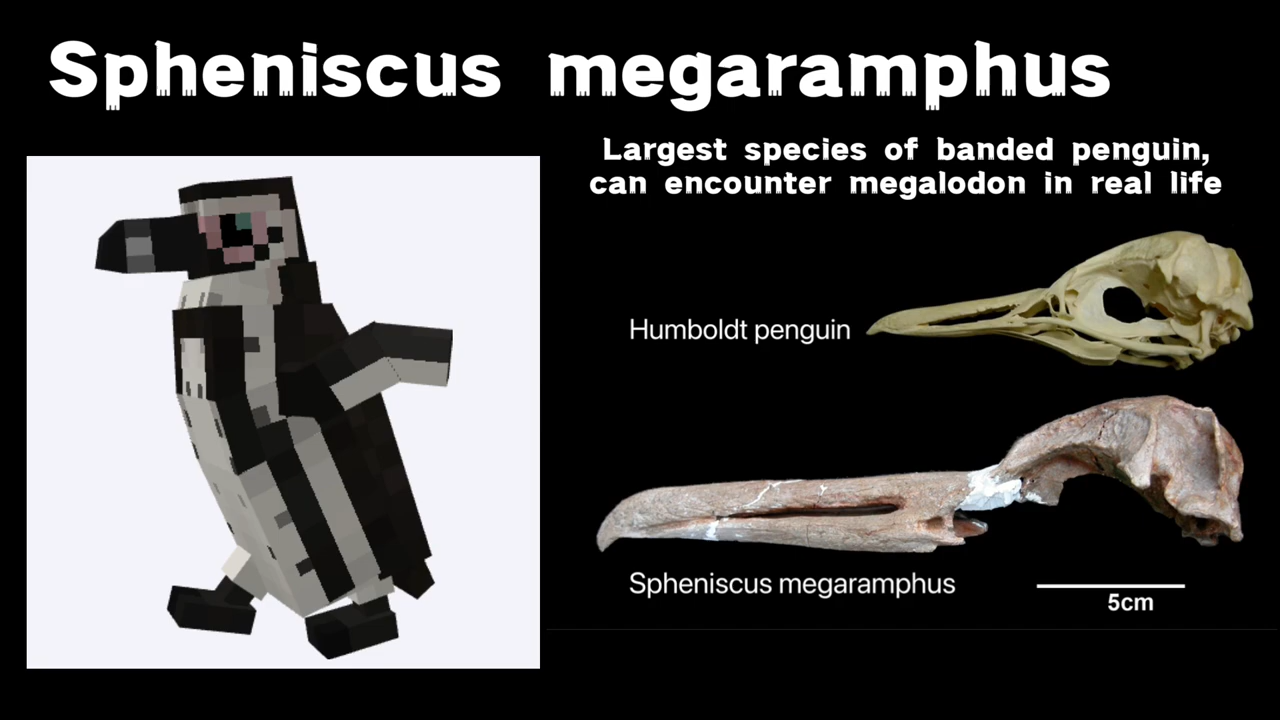 Spheniscus megaramphus
Largest species of banded penguin,
can encounter megalodon in real life
Humboldt penguin
Spheniscus megaramphus
5cm